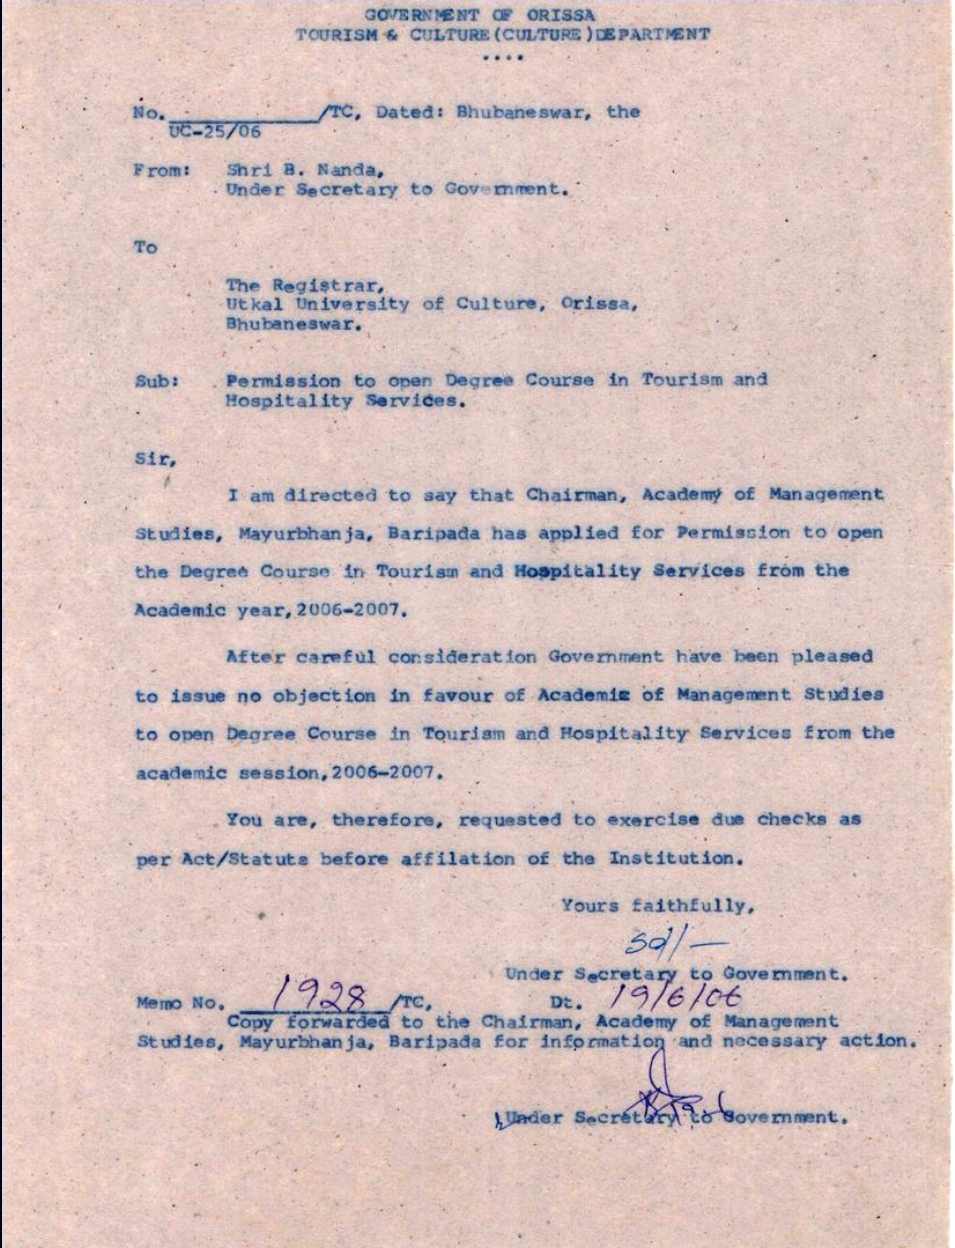 GOVERNMENT OF ORISSA
TOURISM & CULTURE(CULTURE)DEPARTMENT
....
No. ____________/TC, Dated: Bhubaneswar, the
UC-25/06
From: Shri B. Nanda,
Under Secretary to Government.
To
The Registrar,
Utkal University of Culture, Orissa,
Bhubaneswar.
Sub: Permission to open Degree Course in Tourism and
Hospitality Services.
Sir,
I am directed to say that Chairman, Academy of Management
Studies, Mayurbhanja, Baripada has applied for Permission to open
the Degree Course in Tourism and Hospitality Services from the
Academic year,2006-2007.
After careful consideration Government have been pleased
to issue no objection in favour of Academic of Management Studies
to open Degree Course in Tourism and Hospitality Services from the
academic session,2006-2007.
You are, therefore, requested to exercise due checks as
per Act/Statute before affilation of the Institution.
Yours faithfully,
Sd/-
Under Secretary to Government.
Memo No. 1928 /TC, Dt. 19/6/06
Copy forwarded to the Chairman, Academy of Management
Studies, Mayurbhanja, Baripada for information and necessary action.
Under Secretary to Government.